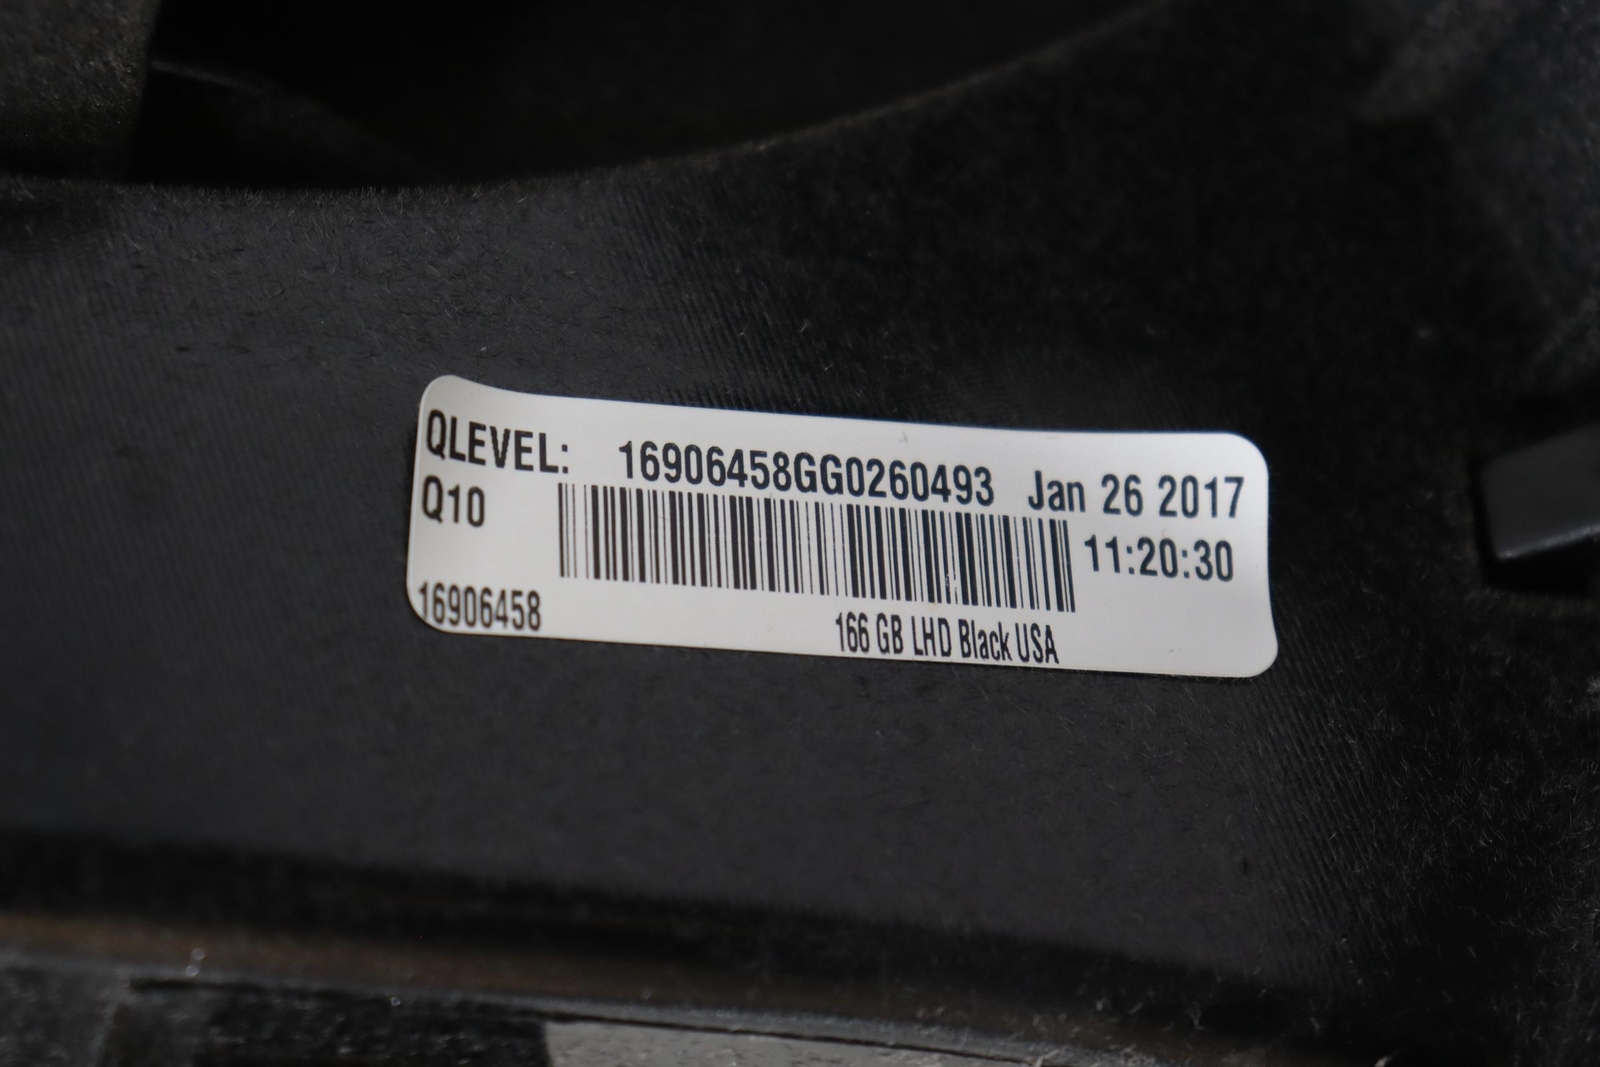 QLEVEL: 16906458GG0260493 Jan 26 2017
Q10 11:20:30
16906458 166 GB LHD Black USA